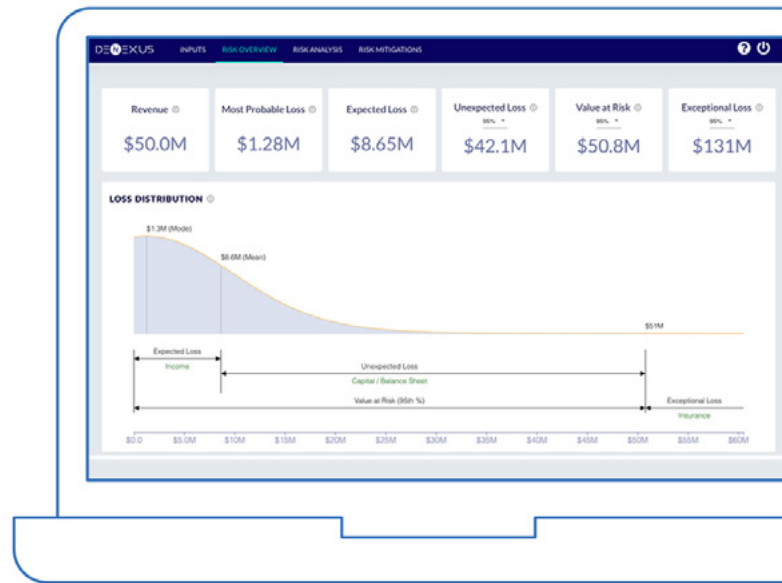 DENEXUS INPUTS RISK OVERVIEW RISK ANALYSIS RISK MITIGATIONS ?
Revenue Most Probable Loss Expected Loss Unexpected Loss Value at Risk Exceptional Loss
95% 95% 95%
$50.0M $1.28M $8.65M $42.1M $50.8M $131M
LOSS DISTRIBUTION
$1.3M (Mode)
$8.6M (Mean)
$51M
Expected Loss Unexpected Loss
Income Capital / Balance Sheet
Value at Risk (95th %) Exceptional Loss
Insurance
$0.0 $5.0M $10M $15M $20M $25M $30M $35M $40M $45M $50M $55M $60M